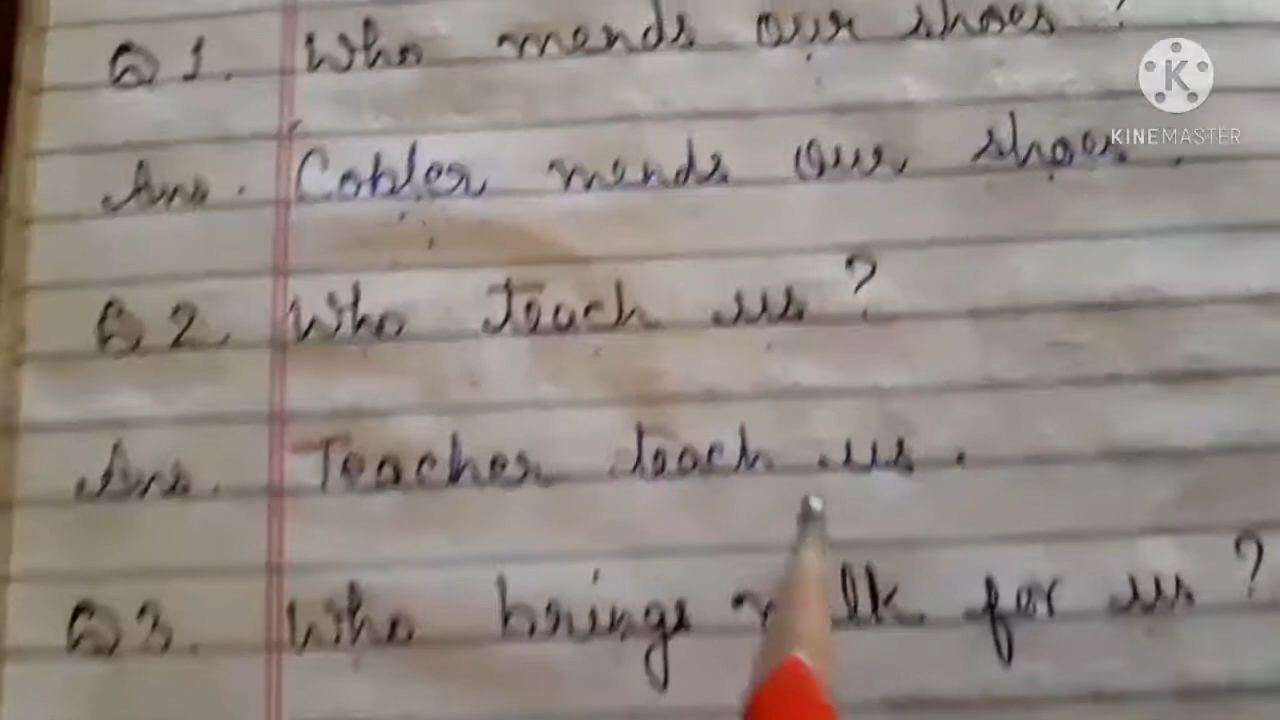 Q1. Who mends our shoes ?
Ans. Cobler mends our shoes.
Q2. Who Teach us ?
Ans. Teacher teach us.
Q3. Who brings milk for us ?
K
KINEMASTER